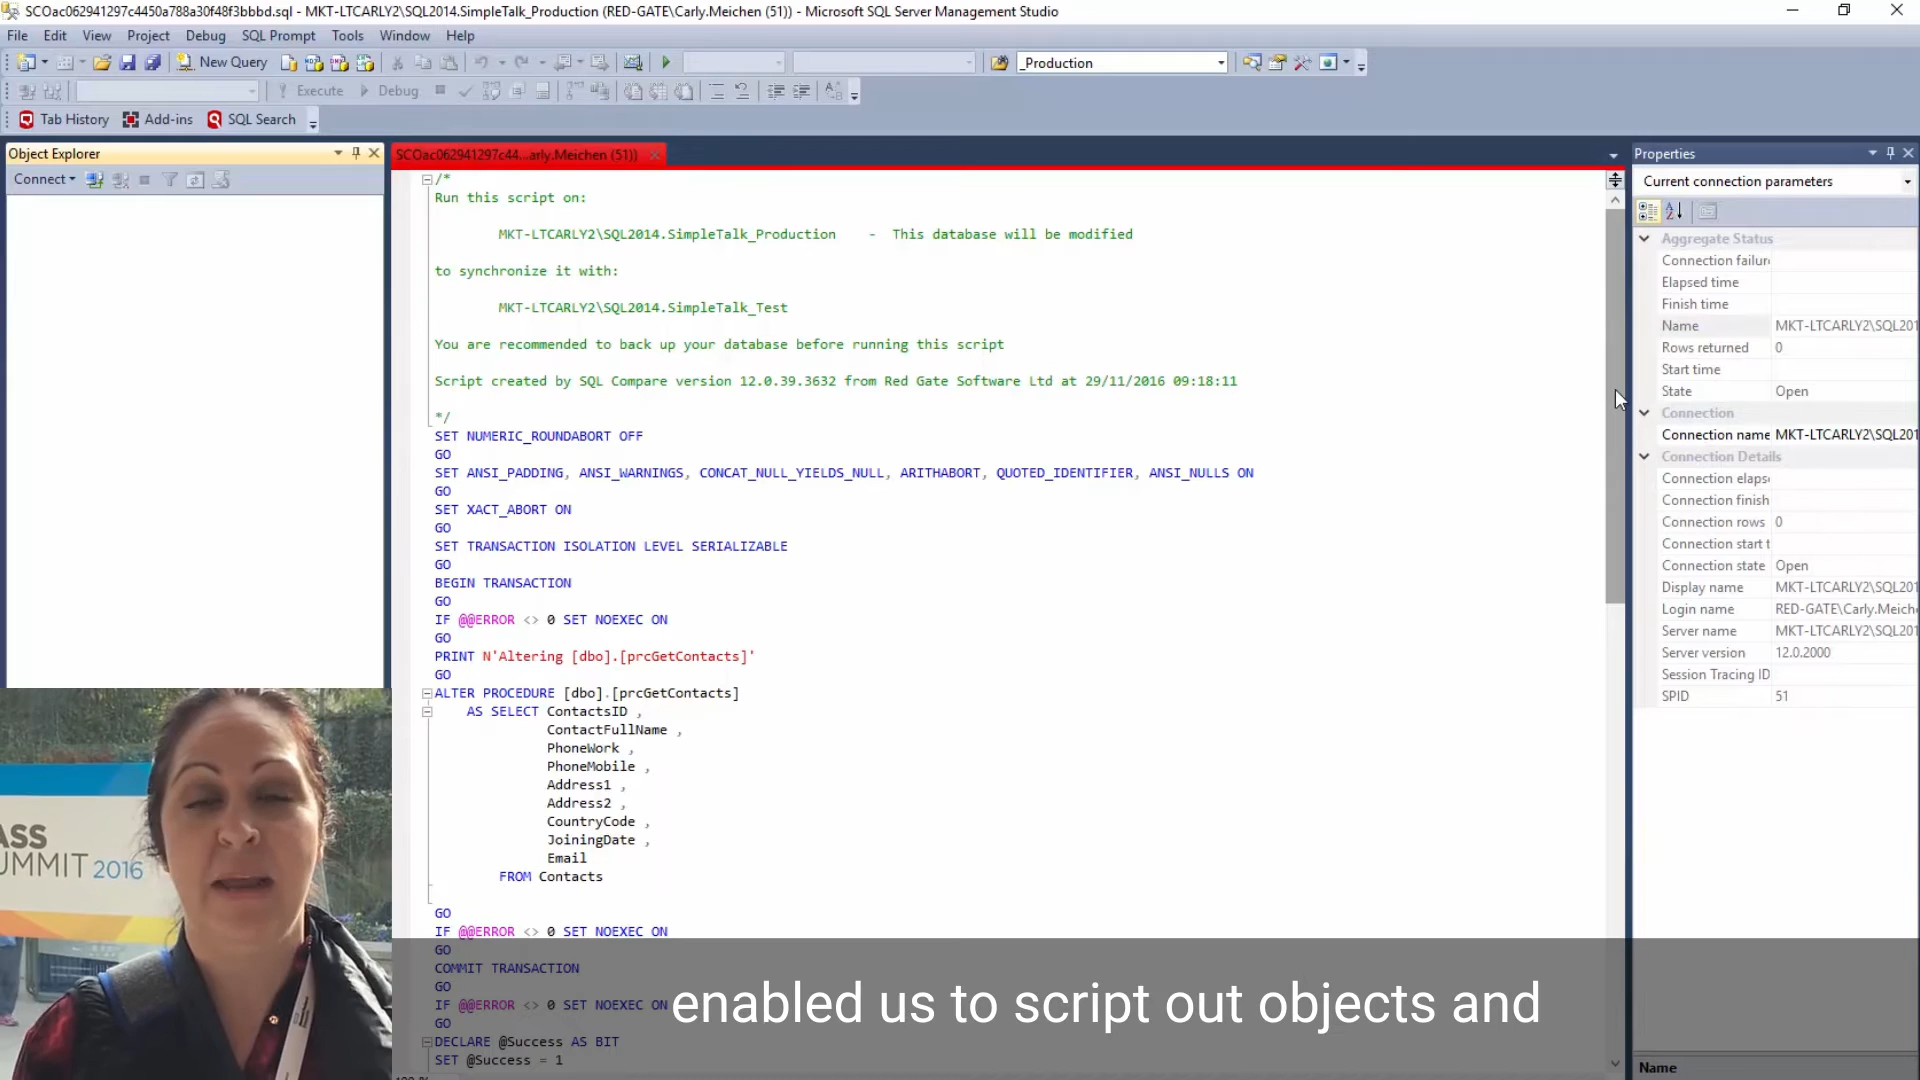 SCOac062941297c4450a788a30f48f3bbbd.sql - MKT-LTCARLY2\SQL2014.SimpleTalk_Production (RED-GATE\Carly.Meichen (51)) - Microsoft SQL Server Management Studio
File Edit View Project Debug SQL Prompt Tools Window Help
New Query _Production
Execute Debug
Tab History Add-ins SQL Search
Object Explorer
Connect
SCOac062941297c44...arly.Meichen (51))
/*
Run this script on:
MKT-LTCARLY2\SQL2014.SimpleTalk_Production - This database will be modified
to synchronize it with:
MKT-LTCARLY2\SQL2014.SimpleTalk_Test
You are recommended to back up your database before running this script
Script created by SQL Compare version 12.0.39.3632 from Red Gate Software Ltd at 29/11/2016 09:18:11
*/
SET NUMERIC_ROUNDABORT OFF
GO
SET ANSI_PADDING, ANSI_WARNINGS, CONCAT_NULL_YIELDS_NULL, ARITHABORT, QUOTED_IDENTIFIER, ANSI_NULLS ON
GO
SET XACT_ABORT ON
GO
SET TRANSACTION ISOLATION LEVEL SERIALIZABLE
GO
BEGIN TRANSACTION
GO
IF @@ERROR <> 0 SET NOEXEC ON
GO
PRINT N'Altering [dbo].[prcGetContacts]'
GO
ALTER PROCEDURE [dbo].[prcGetContacts]
AS SELECT ContactsID ,
ContactFullName ,
PhoneWork ,
PhoneMobile ,
Address1 ,
Address2 ,
CountryCode ,
JoiningDate ,
Email
FROM Contacts
GO
IF @@ERROR <> 0 SET NOEXEC ON
GO
COMMIT TRANSACTION
GO
IF @@ERROR <> 0 SET NOEXEC ON
GO
DECLARE @Success AS BIT
SET @Success = 1
Properties
Current connection parameters
Aggregate Status
Connection failur
Elapsed time
Finish time
Name MKT-LTCARLY2\SQL201
Rows returned 0
Start time
State Open
Connection
Connection name MKT-LTCARLY2\SQL201
Connection Details
Connection elaps
Connection finish
Connection rows 0
Connection start t
Connection state Open
Display name MKT-LTCARLY2\SQL201
Login name RED-GATE\Carly.Meich
Server name MKT-LTCARLY2\SQL201
Server version 12.0.2000
Session Tracing ID
SPID 51
Name
ASS
UMMIT 2016
enabled us to script out objects and